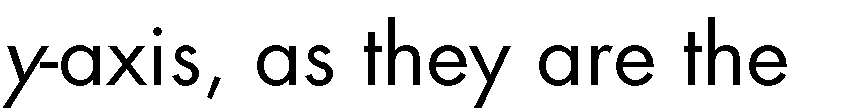 y-axis, as they are the